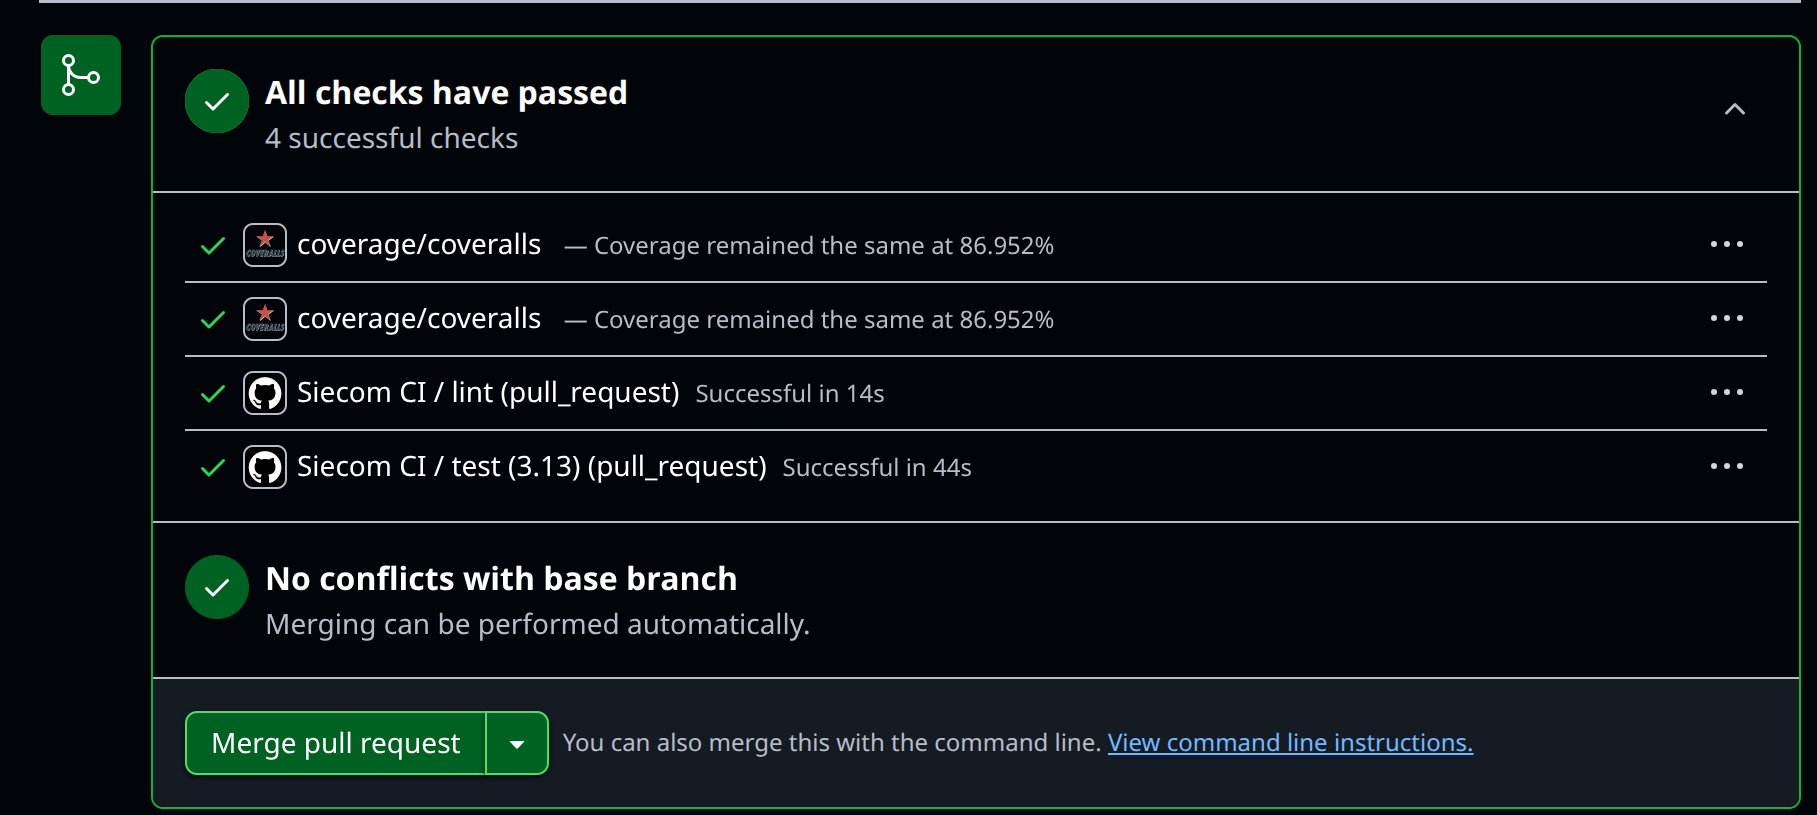 All checks have passed
4 successful checks
COVERALLS
coverage/coveralls — Coverage remained the same at 86.952%
COVERALLS
coverage/coveralls — Coverage remained the same at 86.952%
Siecom CI / lint (pull_request) Successful in 14s
Siecom CI / test (3.13) (pull_request) Successful in 44s
No conflicts with base branch
Merging can be performed automatically.
Merge pull request You can also merge this with the command line. View command line instructions.